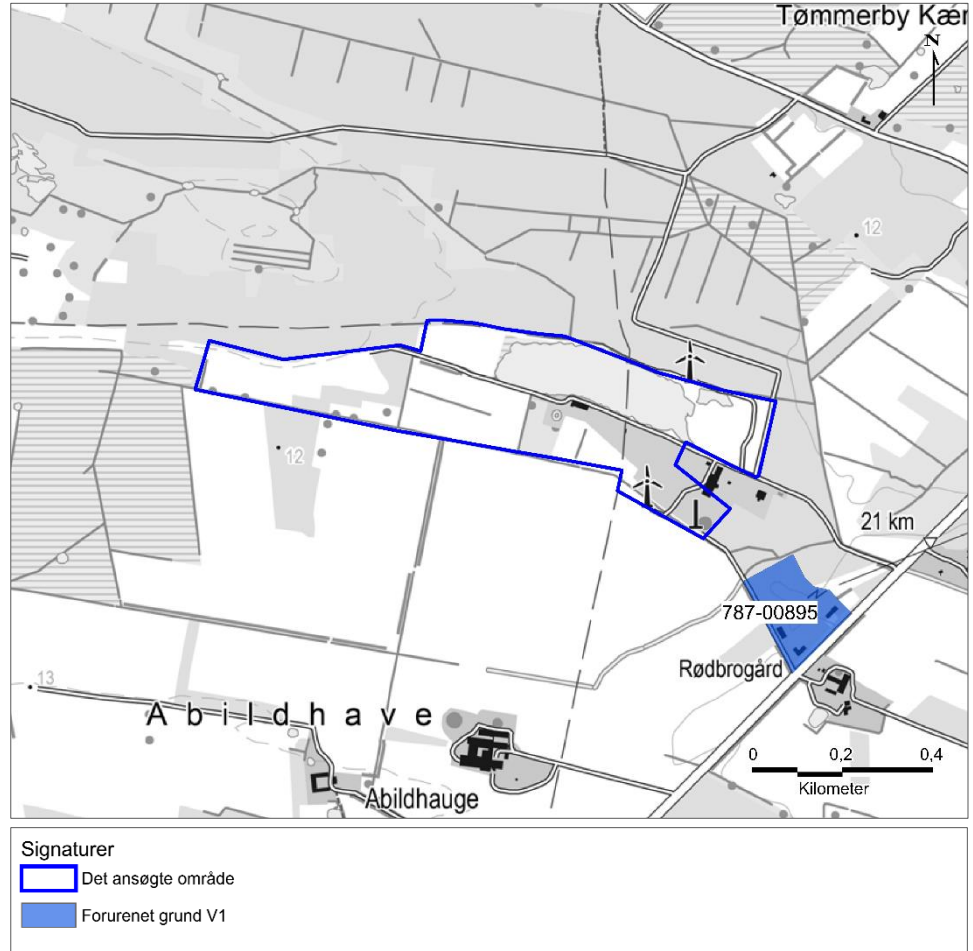 Tømmerby Kær
N
12
12
21 km
787-00895
Rødbrogård
13
A b i l d h a v e
Abildhauge
0 0,2 0,4
Kilometer
Signaturer
Det ansøgte område
Forurenet grund V1